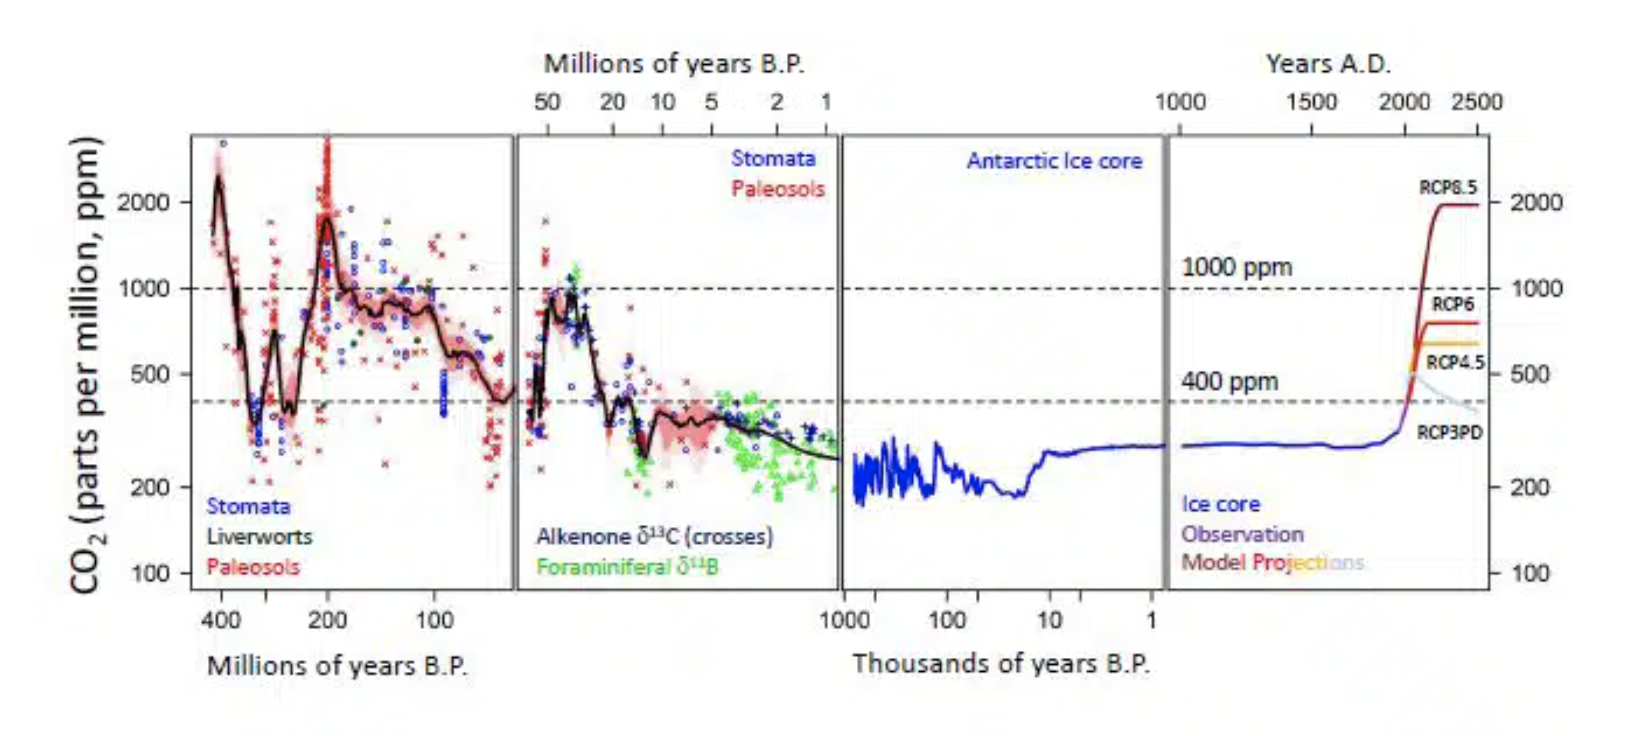 Millions of years B.P.
Years A.D.
50 20 10 5 2 1
1000 1500 2000 2500
CO₂ (parts per million, ppm)
2000
1000
500
200
100
Stomata
Liverworts
Paleosols
Stomata
Paleosols
Alkenone δ¹³C (crosses)
Foraminiferal δ¹¹B
Antarctic Ice core
RCP8.5
1000 ppm
RCP6
RCP4.5
400 ppm
RCP3PD
Ice core
Observation
Model Projections
2000
1000
500
200
100
400 200 100
1000 100 10 1
Millions of years B.P.
Thousands of years B.P.